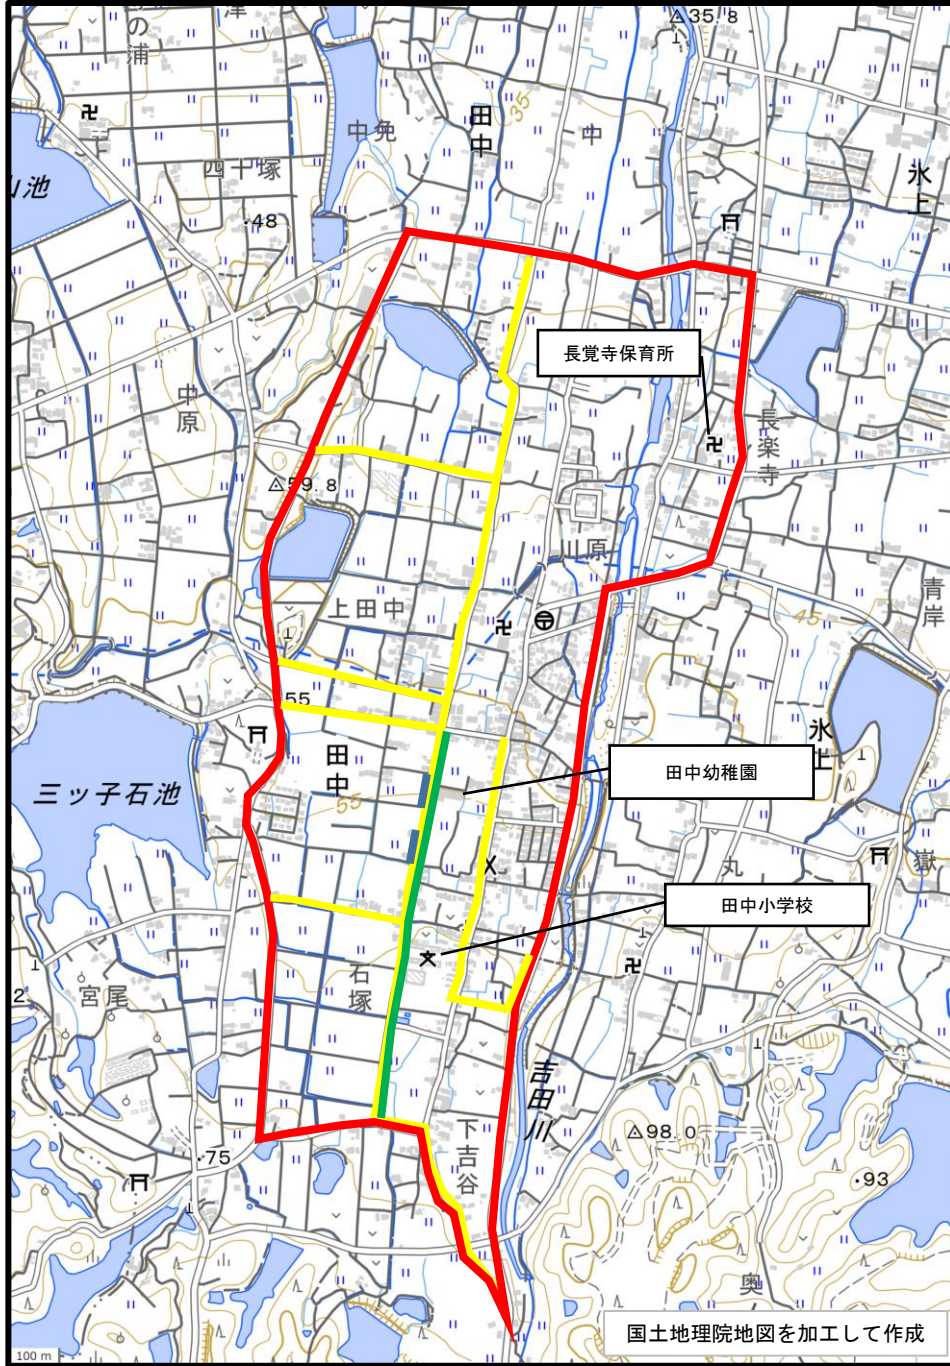 の浦
津
35.8
田中
35
中免
中
四十塚
氷上
山池
48
長覚寺保育所
中原
長楽寺
59.8
川原
上田中
青岸
45
55
田中
氷上
三ッ子石池
55
田中幼稚園
丸
嶽
田中小学校
石塚
宮尾
2
吉田川
下吉谷
98.0
75
93
奥
国土地理院地図を加工して作成
100 m